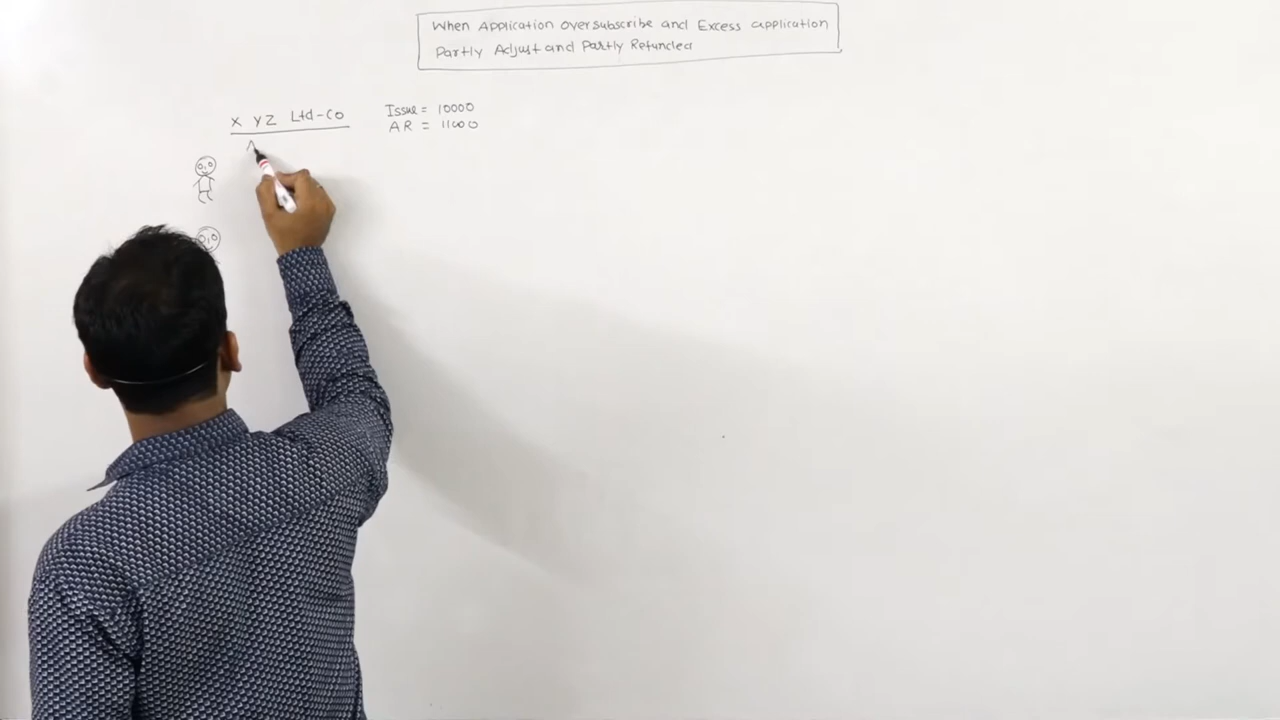 When Application Oversubscribe and Excess application
Partly Adjust and Partly Refunded
X YZ Ltd-Co
Issue = 10000
AR = 11000